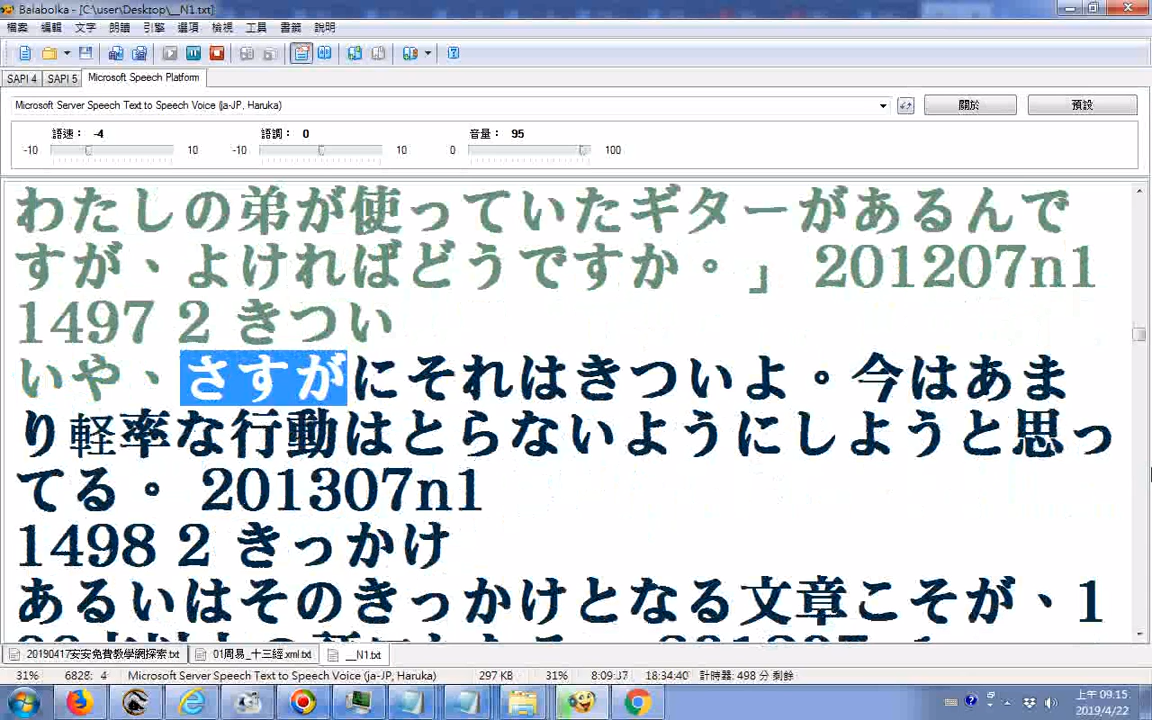 Balabolka - [C:\user\Desktop\__N1.txt]
檔案 編輯 文字 朗讀 引擎 選項 檢視 工具 書籤 說明
SAPI 4 SAPI 5 Microsoft Speech Platform
Microsoft Server Speech Text to Speech Voice (ja-JP, Haruka) 關於 預設
語速： -4 語調： 0 音量： 95
-10 10 -10 10 0 100
わたしの弟が使っていたギターがあるんで
すが、よければどうですか。」 201207n1
1497 2 きつい
いや、さすがにそれはきついよ。今はあま
り軽率な行動はとらないようにしようと思っ
てる。 201307n1
1498 2 きっかけ
あるいはそのきっかけとなる文章こそが、1
20190417安安免費教學網探索.txt 01周易_十三經.xml.txt __N1.txt
31% 6828: 4 Microsoft Server Speech Text to Speech Voice (ja-JP, Haruka) 297 KB 31% 8:09:37 18:34:40 計時器: 498 分 剩餘
上午 09:15
2019/4/22